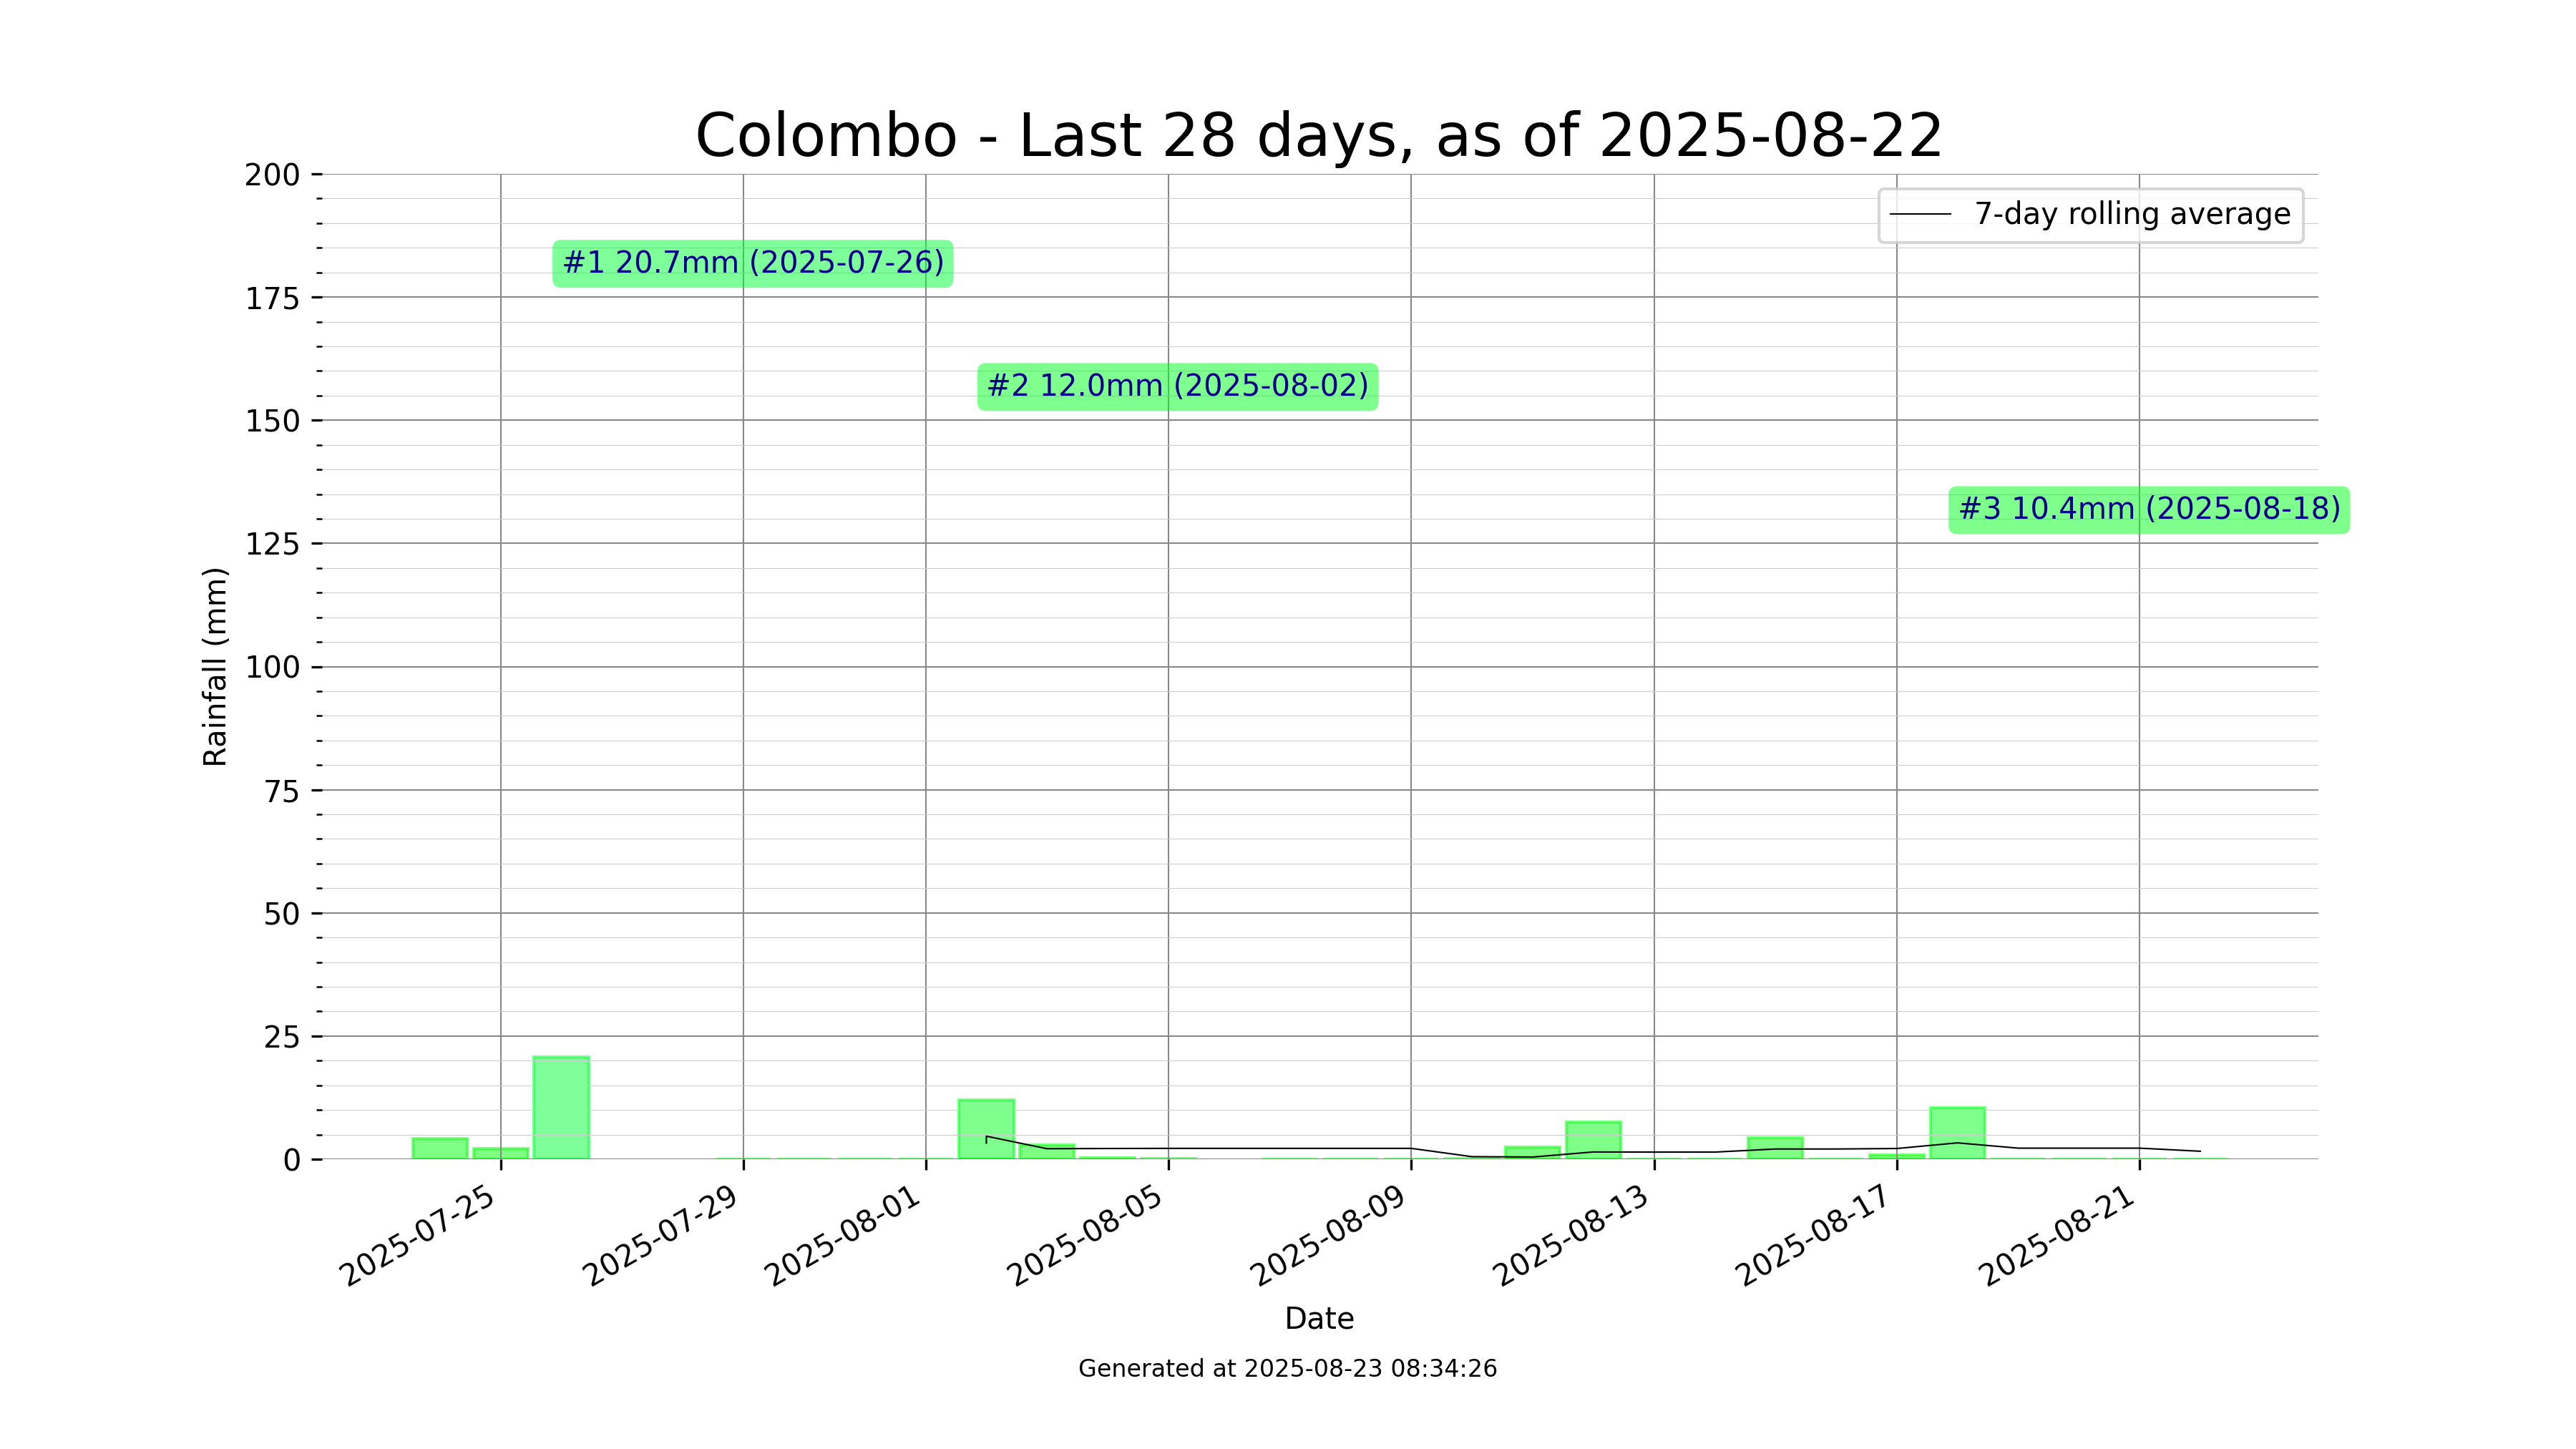 Colombo - Last 28 days, as of 2025-08-22
200
175
150
125
100
75
50
25
0
Rainfall (mm)
7-day rolling average
#1 20.7mm (2025-07-26)
#2 12.0mm (2025-08-02)
#3 10.4mm (2025-08-18)
2025-07-25
2025-07-29
2025-08-01
2025-08-05
2025-08-09
2025-08-13
2025-08-17
2025-08-21
Date
Generated at 2025-08-23 08:34:26